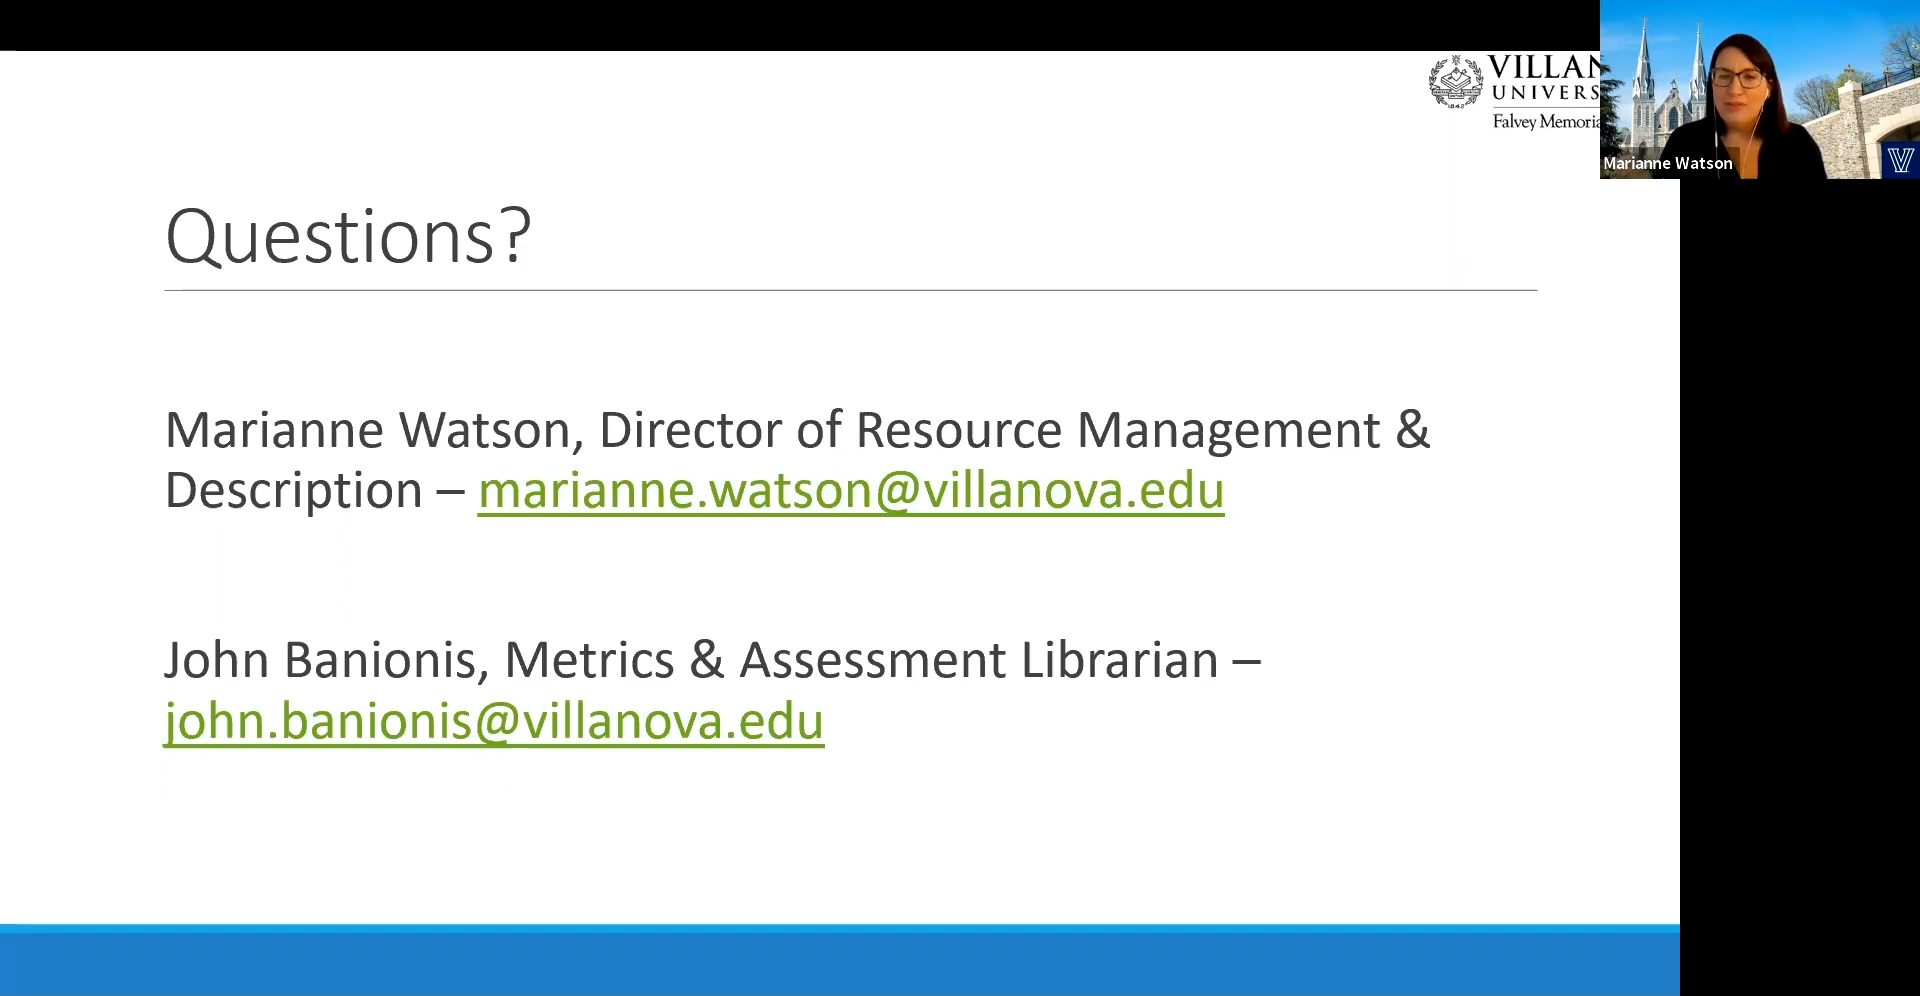 VILLAN
UNIVERS
Falvey Memoria
Marianne Watson
Questions?
Marianne Watson, Director of Resource Management &
Description – marianne.watson@villanova.edu
John Banionis, Metrics & Assessment Librarian –
john.banionis@villanova.edu